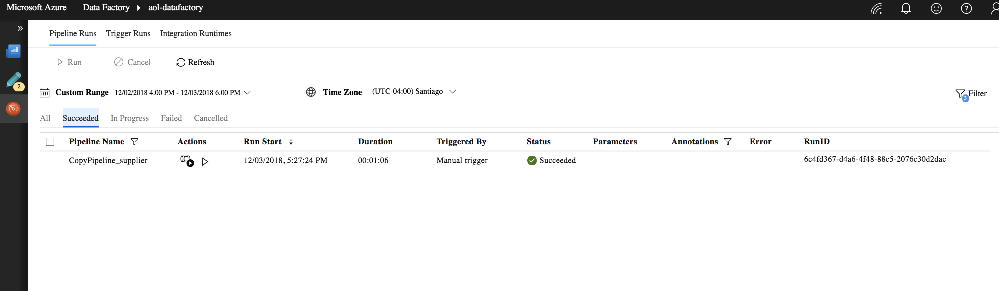 Microsoft Azure Data Factory aol-datafactory
Pipeline Runs Trigger Runs Integration Runtimes
Run Cancel Refresh
2
Custom Range 12/02/2018 4:00 PM - 12/03/2018 6:00 PM Time Zone (UTC-04:00) Santiago Filter
3
All Succeeded In Progress Failed Cancelled
Pipeline Name Actions Run Start Duration Triggered By Status Parameters Annotations Error RunID
CopyPipeline_supplier 12/03/2018, 5:27:24 PM 00:01:06 Manual trigger Succeeded 6c4fd367-d4a6-4f48-88c5-2076c30d2dac